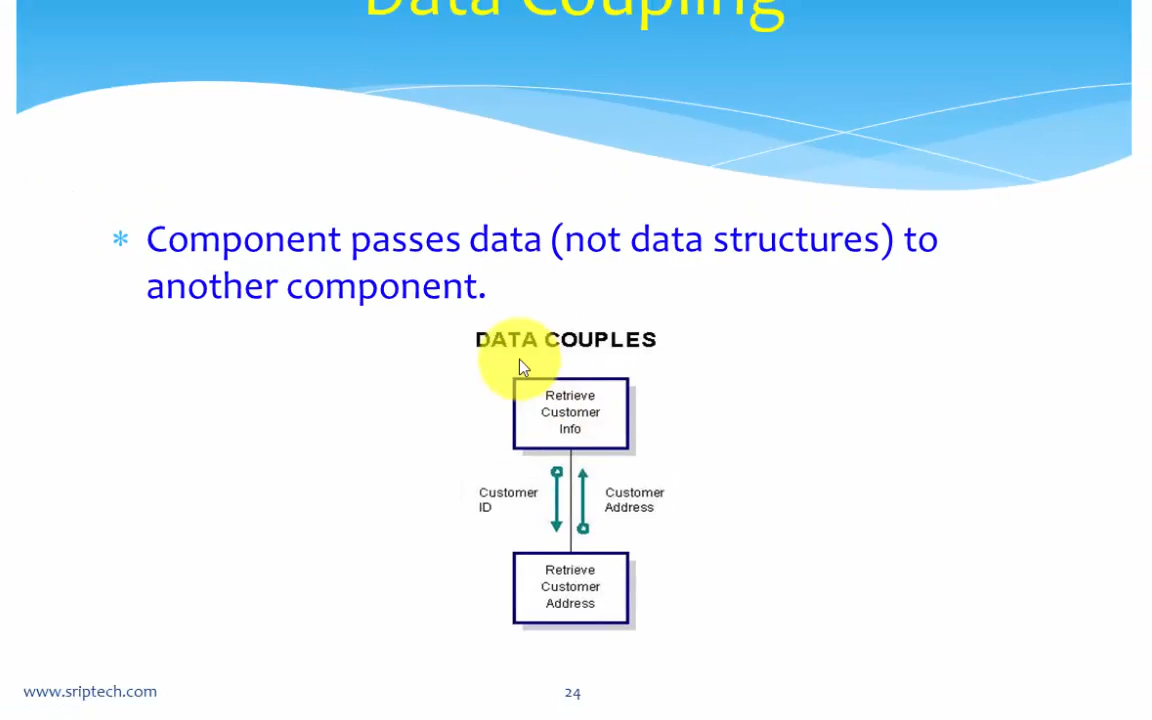 Data Coupling
* Component passes data (not data structures) to
another component.
DATA COUPLES
Retrieve
Customer
Info
Customer
ID
Customer
Address
Retrieve
Customer
Address
www.sriptech.com
24